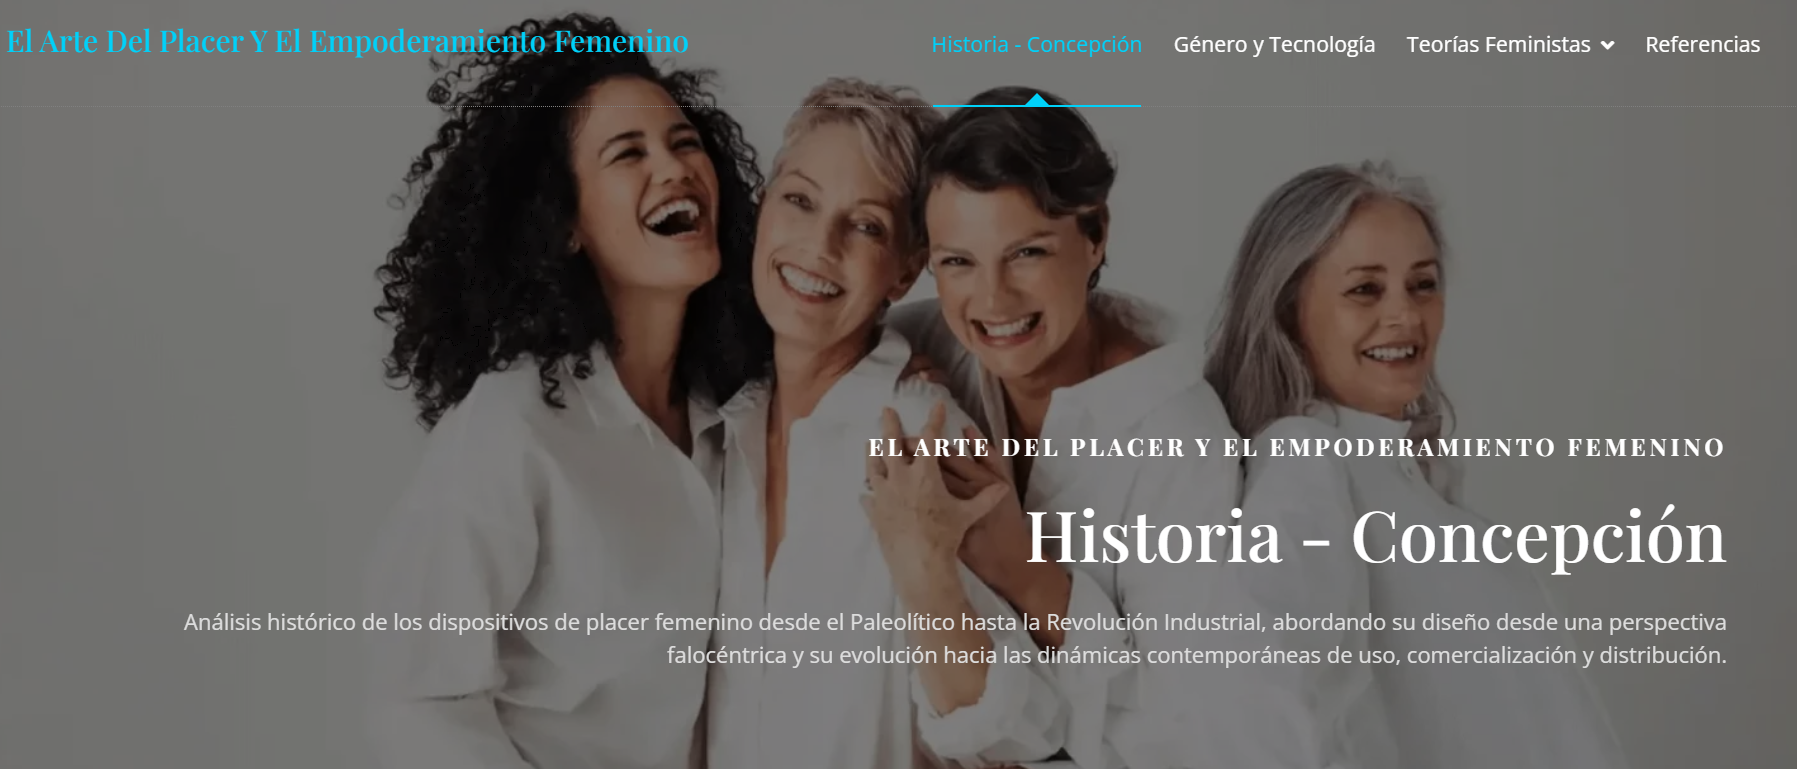 El Arte Del Placer Y El Empoderamiento Femenino
Historia - Concepción
Género y Tecnología
Teorías Feministas
Referencias
EL ARTE DEL PLACER Y EL EMPODERAMIENTO FEMENINO
Historia - Concepción
Análisis histórico de los dispositivos de placer femenino desde el Paleolítico hasta la Revolución Industrial, abordando su diseño desde una perspectiva
falocéntrica y su evolución hacia las dinámicas contemporáneas de uso, comercialización y distribución.